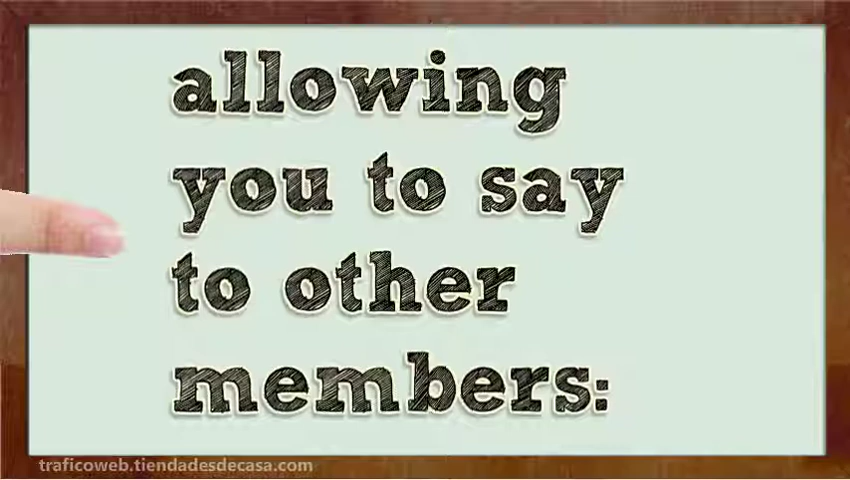 allowing
you to say
to other
members:
traficoweb.tiendadesdecasa.com